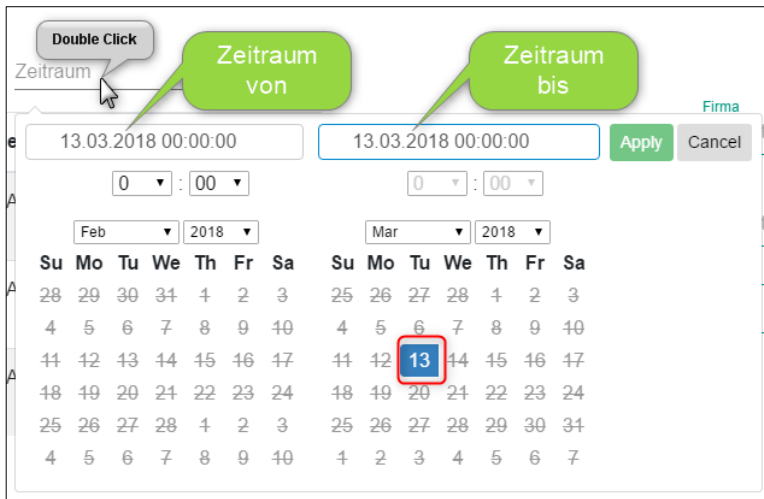 Double Click
Zeitraum
von
Zeitraum
bis
Zeitraum
Firma
13.03.2018 00:00:00
13.03.2018 00:00:00
Apply
Cancel
0 : 00
0 : 00
Feb 2018
Mar 2018
Su Mo Tu We Th Fr Sa
Su Mo Tu We Th Fr Sa
28 29 30 31 1 2 3
25 26 27 28 1 2 3
4 5 6 7 8 9 10
4 5 6 7 8 9 10
11 12 13 14 15 16 17
11 12 13 14 15 16 17
18 19 20 21 22 23 24
18 19 20 21 22 23 24
25 26 27 28 1 2 3
25 26 27 28 29 30 31
4 5 6 7 8 9 10
1 2 3 4 5 6 7